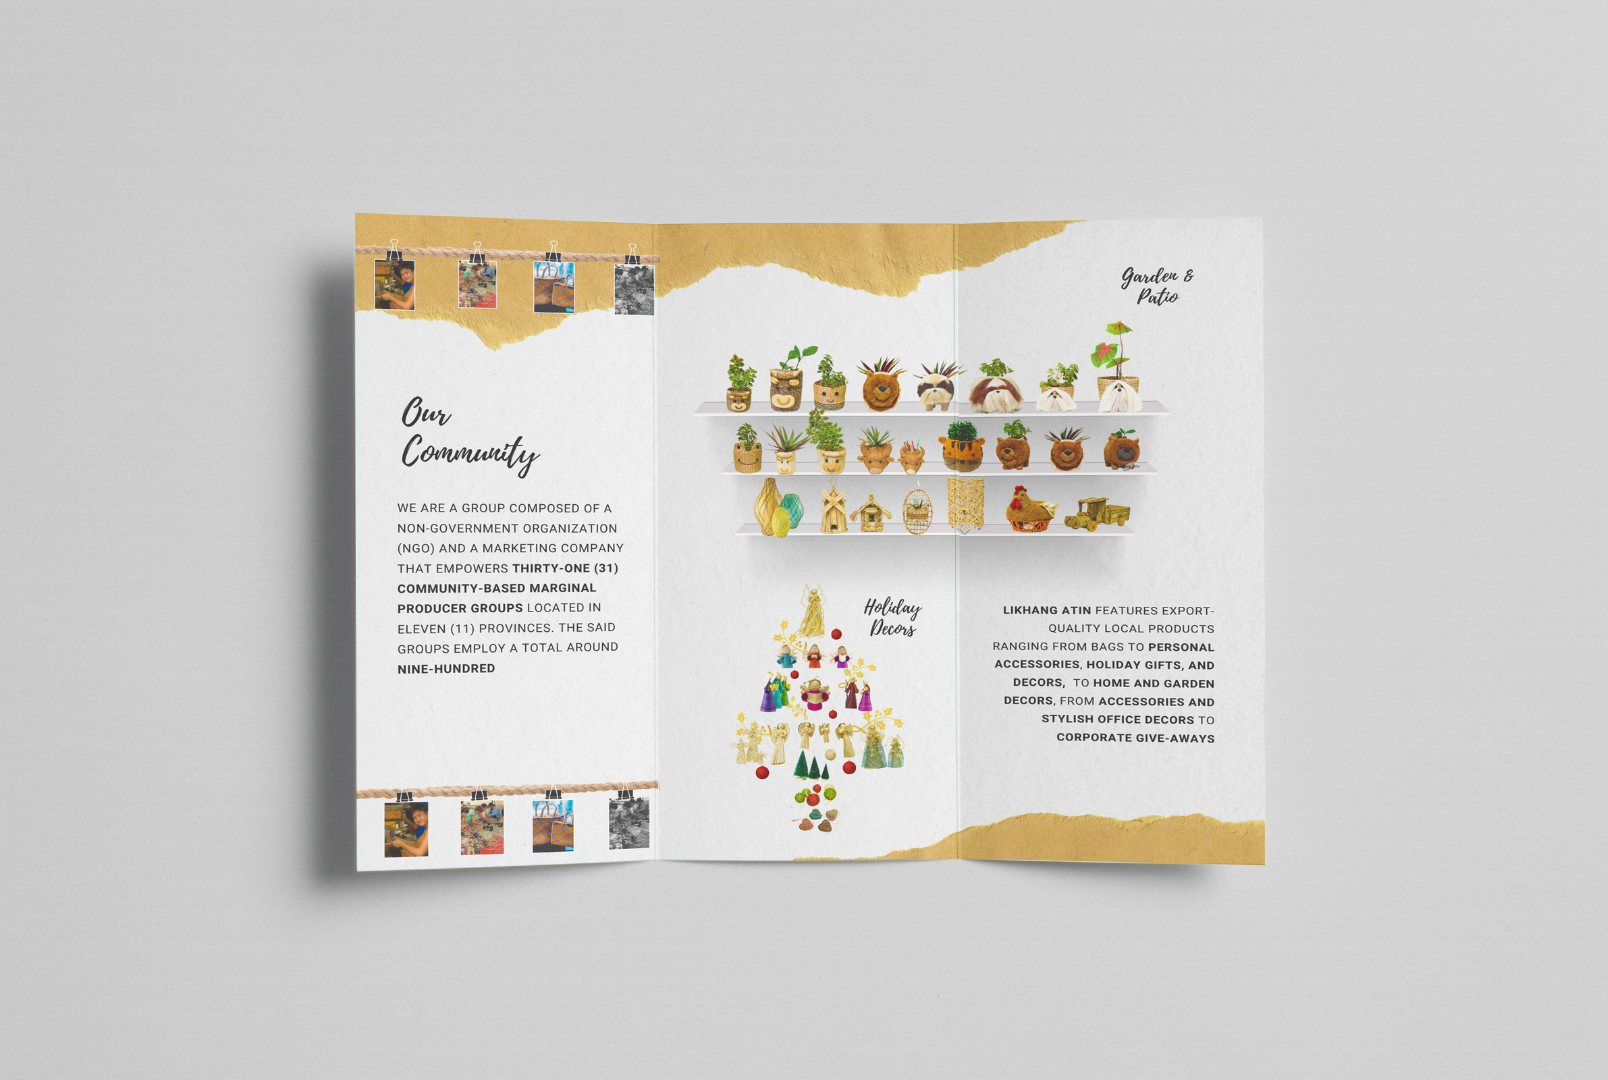 Our
Community
WE ARE A GROUP COMPOSED OF A
NON-GOVERNMENT ORGANIZATION
(NGO) AND A MARKETING COMPANY
THAT EMPOWERS THIRTY-ONE (31)
COMMUNITY-BASED MARGINAL
PRODUCER GROUPS LOCATED IN
ELEVEN (11) PROVINCES. THE SAID
GROUPS EMPLOY A TOTAL AROUND
NINE-HUNDRED
Holiday
Decors
Garden &
Patio
LIKHANG ATIN FEATURES EXPORT-
QUALITY LOCAL PRODUCTS
RANGING FROM BAGS TO PERSONAL
ACCESSORIES, HOLIDAY GIFTS, AND
DECORS, TO HOME AND GARDEN
DECORS, FROM ACCESSORIES AND
STYLISH OFFICE DECORS TO
CORPORATE GIVE-AWAYS